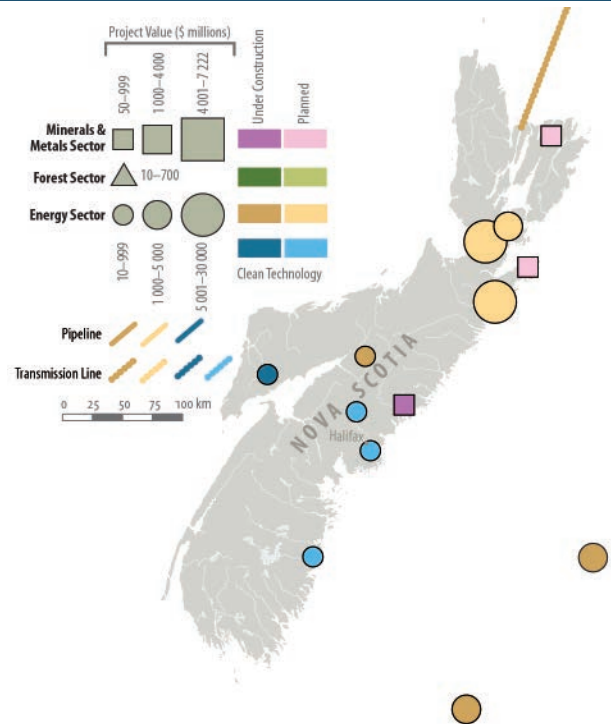 Project Value ($ millions)
50–999
1 000–4 000
4 001–7 222
Under Construction
Planned
Minerals &
Metals Sector
Forest Sector
10–700
Energy Sector
10–999
1 000–5 000
5 001–30 000
Clean Technology
Pipeline
Transmission Line
0 25 50 75 100 km
NOVA SCOTIA
Halifax